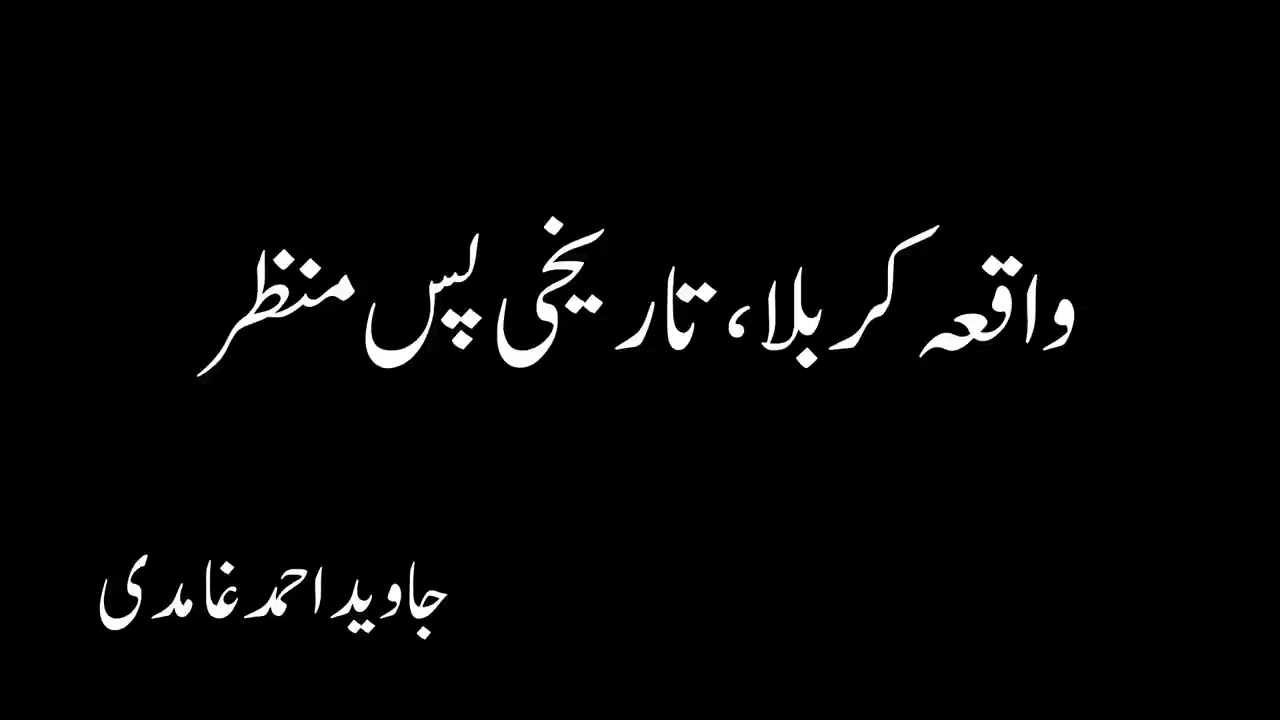 واقعہ کربلا، تاریخی پس منظر
جاوید احمد غامدی